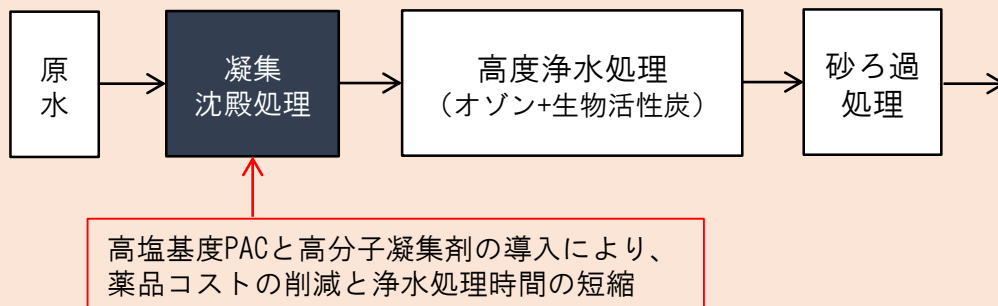 原
水
凝集
沈殿処理
高度浄水処理
（オゾン+生物活性炭）
砂ろ過
処理
高塩基度PACと高分子凝集剤の導入により、
薬品コストの削減と浄水処理時間の短縮